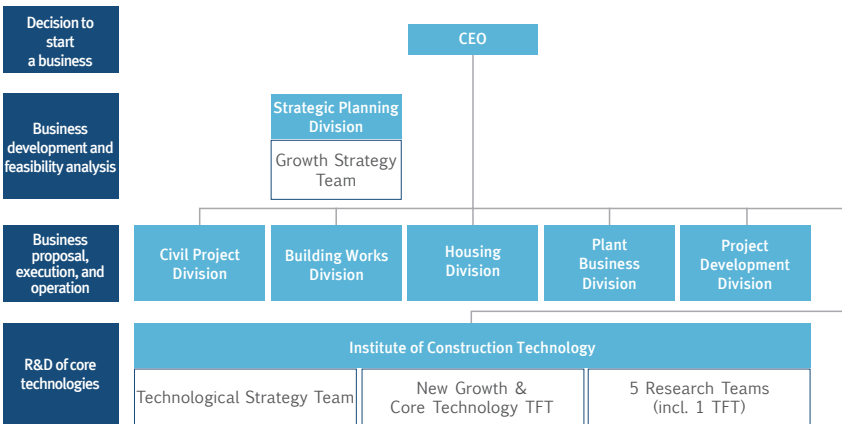 Decision to
start
a business
CEO
Strategic Planning
Division
Business
development and
feasibility analysis
Growth Strategy
Team
Business
proposal,
execution, and
operation
Civil Project
Division
Building Works
Division
Housing
Division
Plant
Business
Division
Project
Development
Division
R&D of core
technologies
Institute of Construction Technology
Technological Strategy Team
New Growth &
Core Technology TFT
5 Research Teams
(incl. 1 TFT)